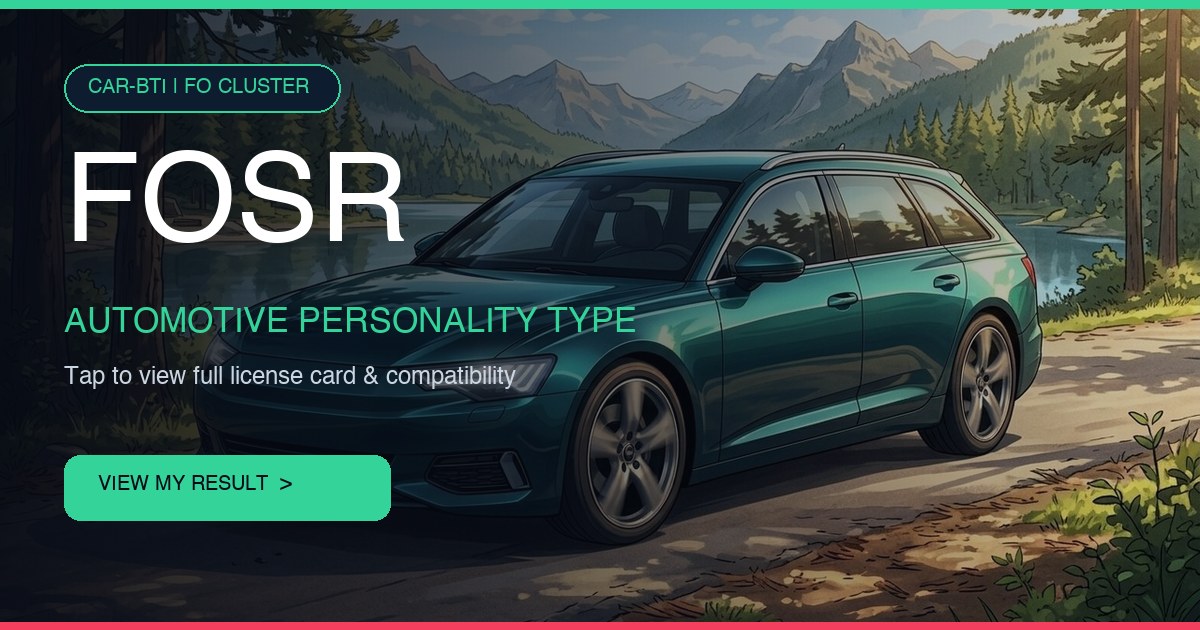 CAR-BTI | FO CLUSTER
FOSR
AUTOMOTIVE PERSONALITY TYPE
Tap to view full license card & compatibility
VIEW MY RESULT >